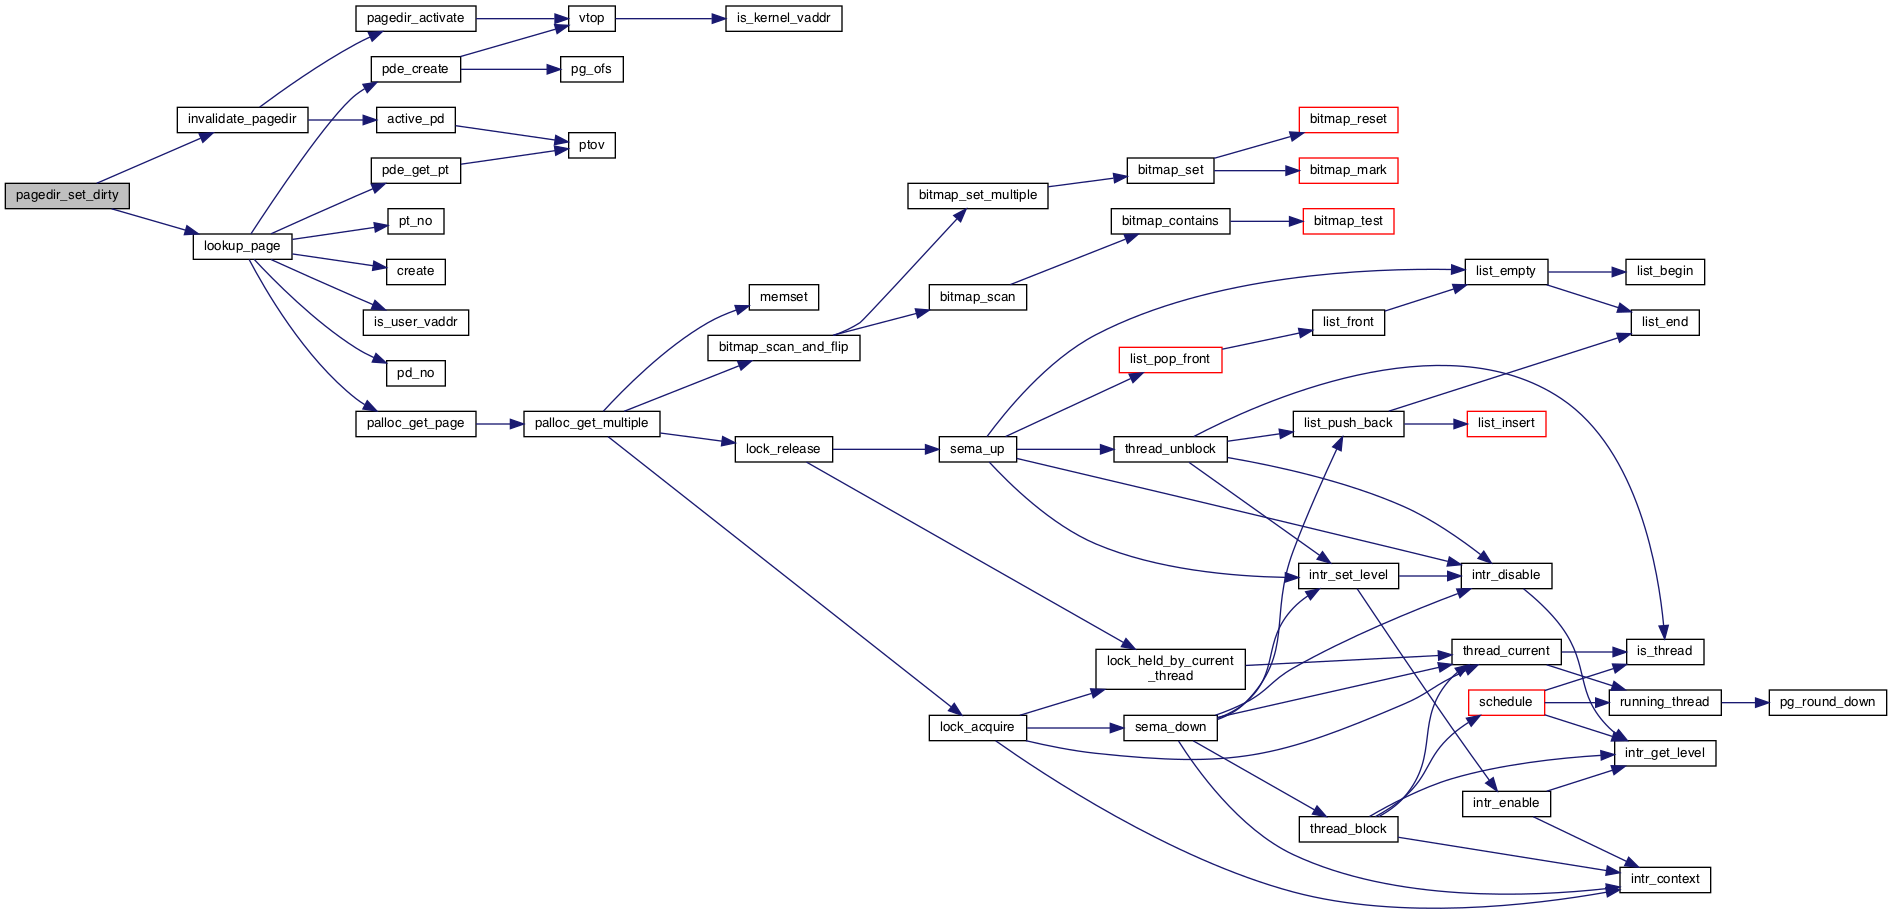 pagedir_set_dirty
invalidate_pagedir
lookup_page
pagedir_activate
pde_create
active_pd
pde_get_pt
pt_no
create
is_user_vaddr
pd_no
palloc_get_page
vtop
pg_ofs
ptov
palloc_get_multiple
is_kernel_vaddr
memset
bitmap_scan_and_flip
lock_release
bitmap_set_multiple
bitmap_scan
sema_up
lock_acquire
bitmap_set
bitmap_contains
list_pop_front
thread_unblock
lock_held_by_current
_thread
sema_down
bitmap_reset
bitmap_mark
bitmap_test
list_front
list_push_back
intr_set_level
thread_block
list_empty
list_insert
intr_disable
thread_current
schedule
intr_enable
list_begin
list_end
is_thread
running_thread
intr_get_level
intr_context
pg_round_down